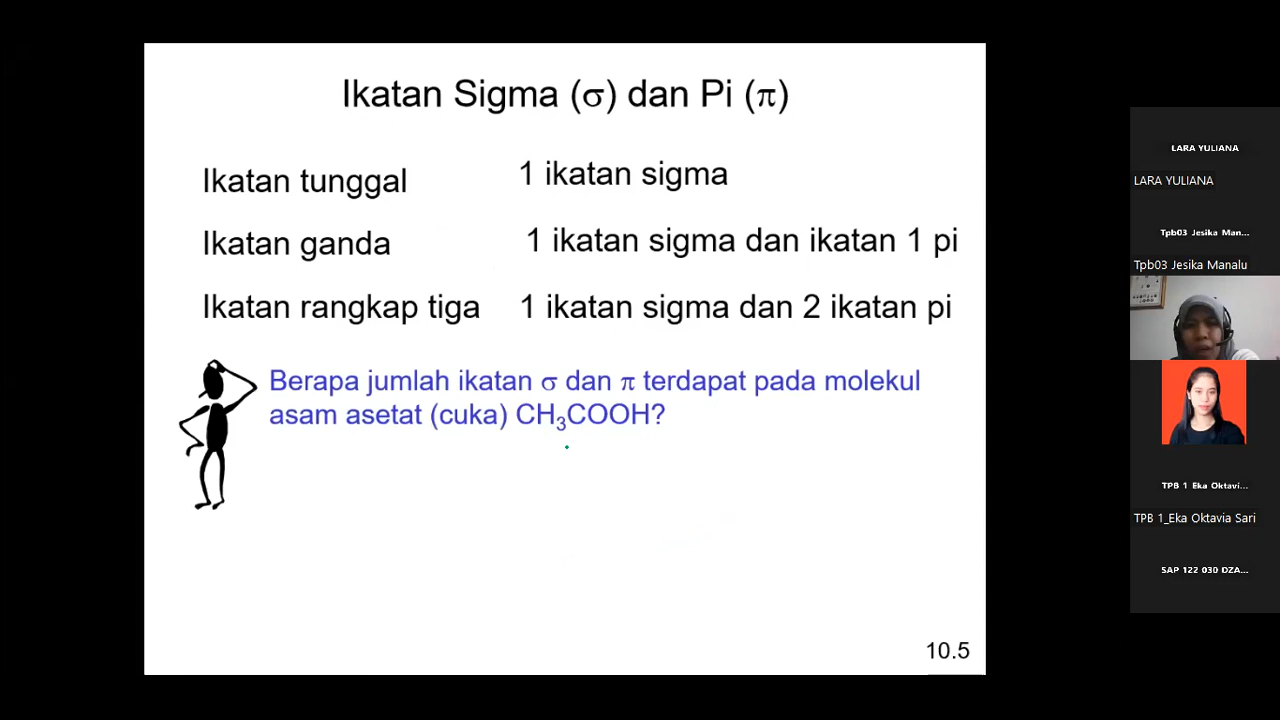 Ikatan Sigma (σ) dan Pi (π)
Ikatan tunggal 1 ikatan sigma
Ikatan ganda 1 ikatan sigma dan ikatan 1 pi
Ikatan rangkap tiga 1 ikatan sigma dan 2 ikatan pi
Berapa jumlah ikatan σ dan π terdapat pada molekul
asam asetat (cuka) CH₃COOH?
10.5
LARA YULIANA
LARA YULIANA
Tpb03 Jesika Man...
Tpb03 Jesika Manalu
TPB 1 Eka Oktavi...
TPB 1_Eka Oktavia Sari
SAP 122 030 DZA...